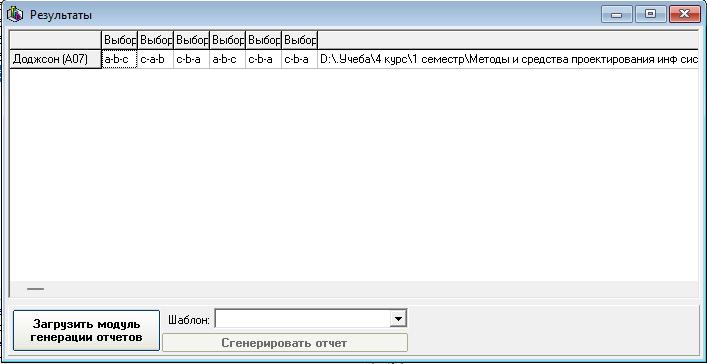 Результаты
Выбор Выбор Выбор Выбор Выбор Выбор
Доджсон (A07) a-b-c c-a-b c-b-a a-b-c c-b-a c-b-a D:\.Учеба\4 курс\1 семестр\Методы и средства проектирования инф сис
Загрузить модуль
генерации отчетов
Шаблон:
Сгенерировать отчет